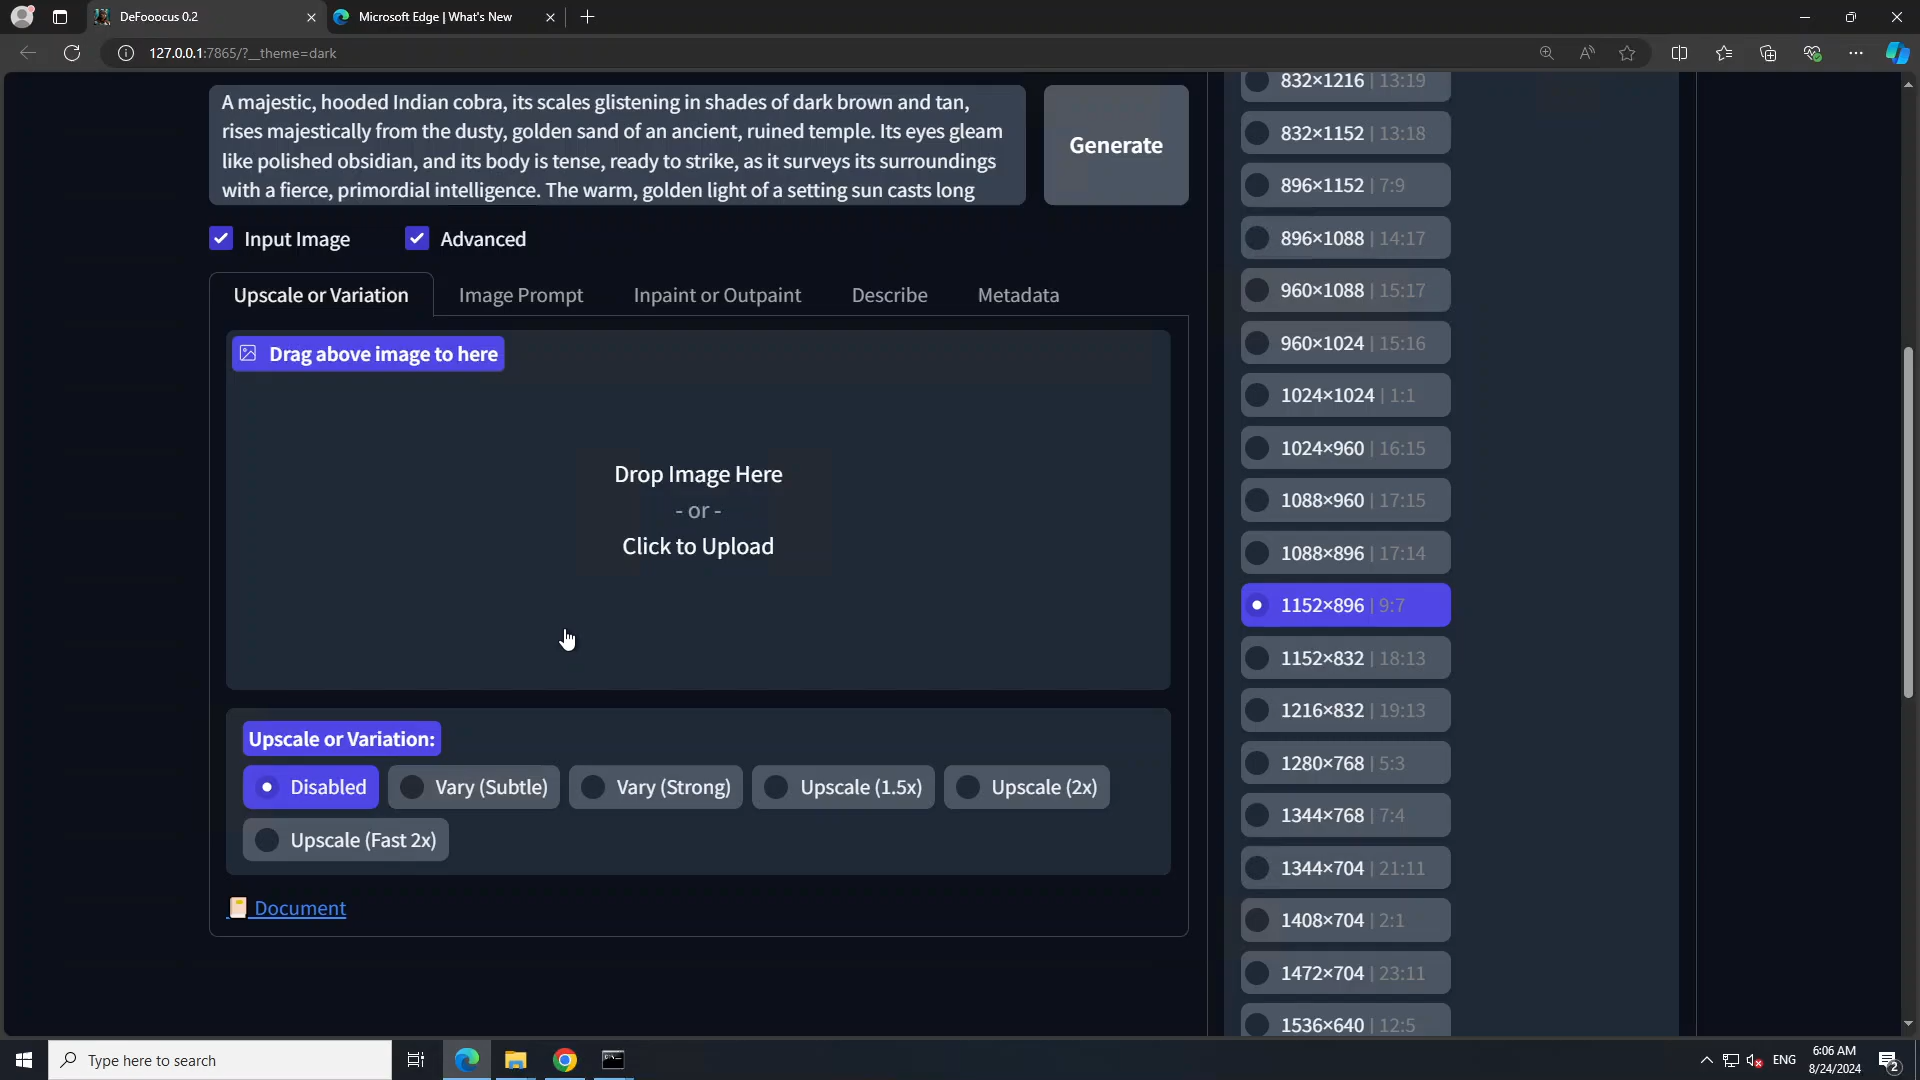 DeFooocus 0.2
Microsoft Edge | What's New
127.0.0.1:7865/?__theme=dark
A majestic, hooded Indian cobra, its scales glistening in shades of dark brown and tan,
rises majestically from the dusty, golden sand of an ancient, ruined temple. Its eyes gleam
like polished obsidian, and its body is tense, ready to strike, as it surveys its surroundings
with a fierce, primordial intelligence. The warm, golden light of a setting sun casts long
Generate
Input Image
Advanced
Upscale or Variation
Image Prompt
Inpaint or Outpaint
Describe
Metadata
Drag above image to here
Drop Image Here
- or -
Click to Upload
Upscale or Variation:
Disabled
Vary (Subtle)
Vary (Strong)
Upscale (1.5x)
Upscale (2x)
Upscale (Fast 2x)
Document
832×1216 | 13:19
832×1152 | 13:18
896×1152 | 7:9
896×1088 | 14:17
960×1088 | 15:17
960×1024 | 15:16
1024×1024 | 1:1
1024×960 | 16:15
1088×960 | 17:15
1088×896 | 17:14
1152×896 | 9:7
1152×832 | 18:13
1216×832 | 19:13
1280×768 | 5:3
1344×768 | 7:4
1344×704 | 21:11
1408×704 | 2:1
1472×704 | 23:11
1536×640 | 12:5
Type here to search
ENG
6:06 AM
8/24/2024
2